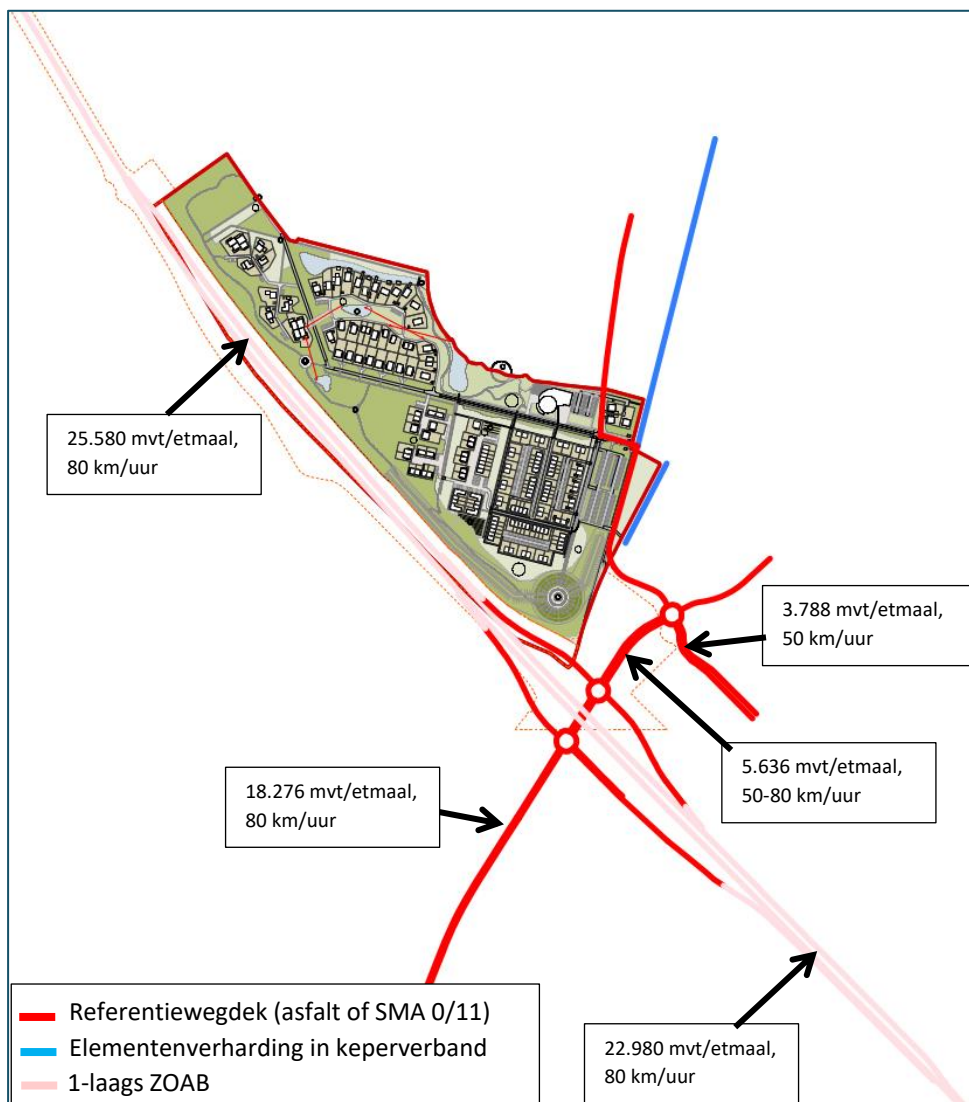 25.580 mvt/etmaal,
80 km/uur
3.788 mvt/etmaal,
50 km/uur
5.636 mvt/etmaal,
50-80 km/uur
18.276 mvt/etmaal,
80 km/uur
Referentiewegdek (asfalt of SMA 0/11)
Elementenverharding in keperverband
1-laags ZOAB
22.980 mvt/etmaal,
80 km/uur